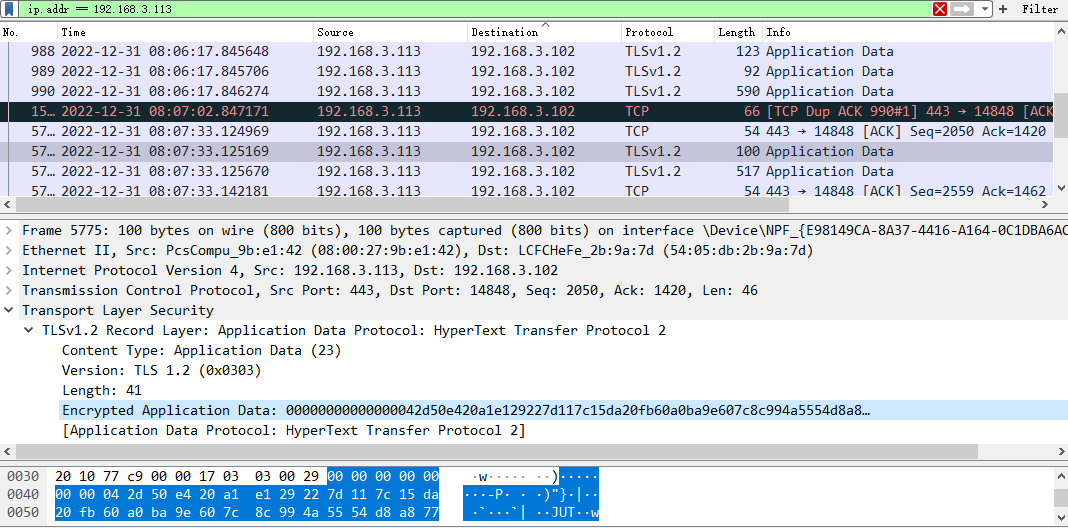 ip.addr == 192.168.3.113 Filter
No. Time Source Destination Protocol Length Info
988 2022-12-31 08:06:17.845648 192.168.3.113 192.168.3.102 TLSv1.2 123 Application Data
989 2022-12-31 08:06:17.845706 192.168.3.113 192.168.3.102 TLSv1.2 92 Application Data
990 2022-12-31 08:06:17.846274 192.168.3.113 192.168.3.102 TLSv1.2 590 Application Data
15… 2022-12-31 08:07:02.847171 192.168.3.113 192.168.3.102 TCP 66 [TCP Dup ACK 990#1] 443 → 14848 [ACK
57… 2022-12-31 08:07:33.124969 192.168.3.113 192.168.3.102 TCP 54 443 → 14848 [ACK] Seq=2050 Ack=1420
57… 2022-12-31 08:07:33.125169 192.168.3.113 192.168.3.102 TLSv1.2 100 Application Data
57… 2022-12-31 08:07:33.125670 192.168.3.113 192.168.3.102 TLSv1.2 517 Application Data
57… 2022-12-31 08:07:33.142181 192.168.3.113 192.168.3.102 TCP 54 443 → 14848 [ACK] Seq=2559 Ack=1462
Frame 5775: 100 bytes on wire (800 bits), 100 bytes captured (800 bits) on interface \Device\NPF_{E98149CA-8A37-4416-A164-0C1DBA6AC
Ethernet II, Src: PcsCompu_9b:e1:42 (08:00:27:9b:e1:42), Dst: LCFCHeFe_2b:9a:7d (54:05:db:2b:9a:7d)
Internet Protocol Version 4, Src: 192.168.3.113, Dst: 192.168.3.102
Transmission Control Protocol, Src Port: 443, Dst Port: 14848, Seq: 2050, Ack: 1420, Len: 46
Transport Layer Security
TLSv1.2 Record Layer: Application Data Protocol: HyperText Transfer Protocol 2
Content Type: Application Data (23)
Version: TLS 1.2 (0x0303)
Length: 41
Encrypted Application Data: 00000000000000042d50e420a1e129227d117c15da20fb60a0ba9e607c8c994a5554d8a8…
[Application Data Protocol: HyperText Transfer Protocol 2]
0030 20 10 77 c9 00 00 17 03 03 00 29 00 00 00 00 00 ·w····· ··)·····
0040 00 00 04 2d 50 e4 20 a1 e1 29 22 7d 11 7c 15 da ···-P· · ·)"}·|··
0050 20 fb 60 a0 ba 9e 60 7c 8c 99 4a 55 54 d8 a8 77 ·`···`| ··JUT··w